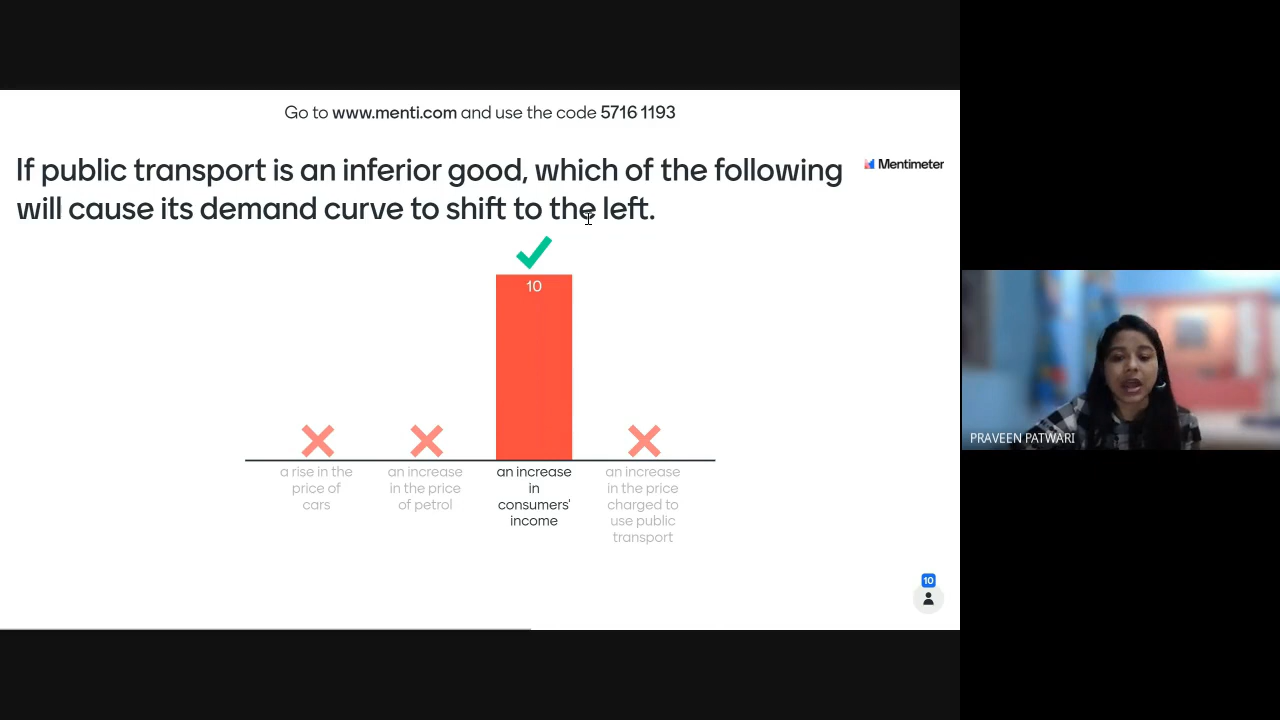 Go to www.menti.com and use the code 5716 1193
If public transport is an inferior good, which of the following
will cause its demand curve to shift to the left.
Mentimeter
10
a rise in the
price of
cars
an increase
in the price
of petrol
an increase
in
consumers'
income
an increase
in the price
charged to
use public
transport
10
PRAVEEN PATWARI